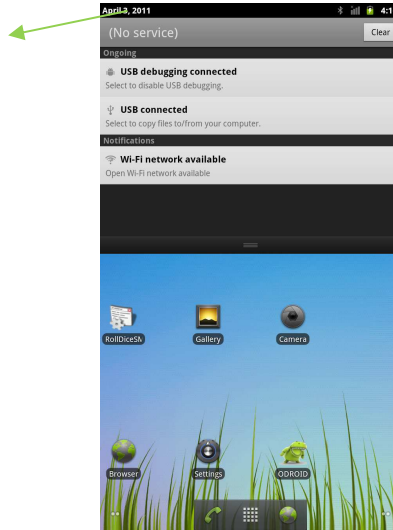 April 3, 2011 4:1
(No service) Clear
Ongoing
USB debugging connected
Select to disable USB debugging.
USB connected
Select to copy files to/from your computer.
Notifications
Wi-Fi network available
Open Wi-Fi network available
RollDiceSM Gallery Camera
Browser Settings ODROID